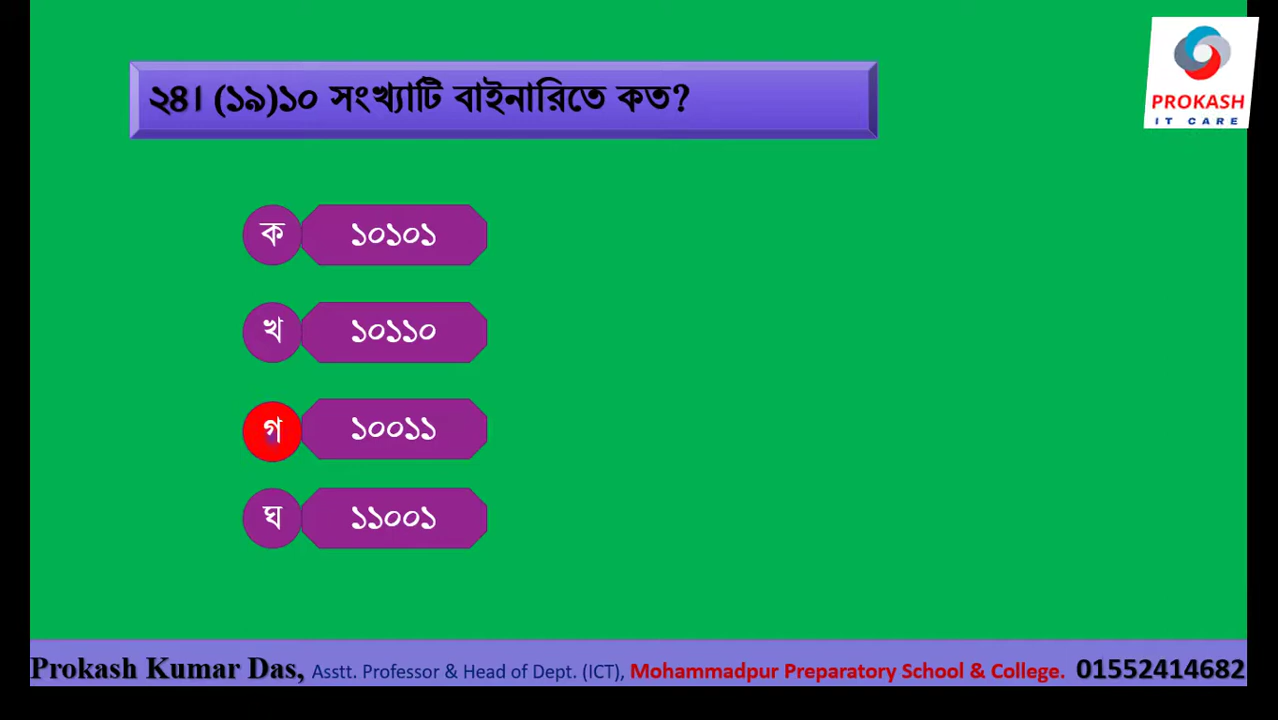 ২৪। (১৯)১০ সংখ্যাটি বাইনারিতে কত?
PROKASH
IT CARE
ক ১০১০১
খ ১০১১০
গ ১০০১১
ঘ ১১০০১
Prokash Kumar Das, Asstt. Professor & Head of Dept. (ICT), Mohammadpur Preparatory School & College. 01552414682